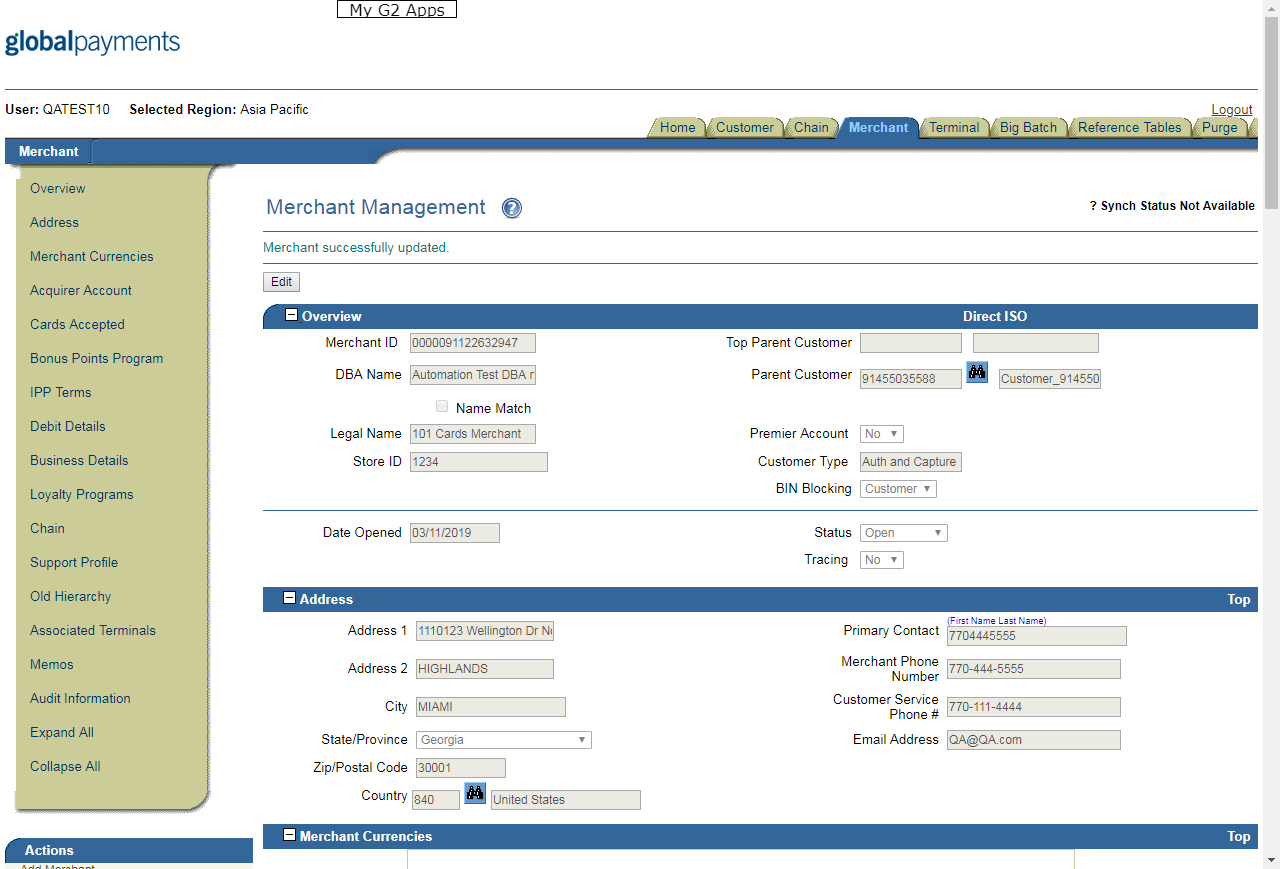 My G2 Apps
globalpayments
User: QATEST10 Selected Region: Asia Pacific
Logout
Home Customer Chain Merchant Terminal Big Batch Reference Tables Purge
Merchant
Overview
Address
Merchant Currencies
Acquirer Account
Cards Accepted
Bonus Points Program
IPP Terms
Debit Details
Business Details
Loyalty Programs
Chain
Support Profile
Old Hierarchy
Associated Terminals
Memos
Audit Information
Expand All
Collapse All
Actions
Add Merchant
Merchant Management ?
? Synch Status Not Available
Merchant successfully updated.
Edit
Overview Direct ISO
Merchant ID 0000091122632947 Top Parent Customer
DBA Name Automation Test DBA Parent Customer 91455035588 Customer_914550
Name Match
Legal Name 101 Cards Merchant Premier Account No
Store ID 1234 Customer Type Auth and Capture
BIN Blocking Customer
Date Opened 03/11/2019 Status Open
Tracing No
Address Top
(First Name Last Name)
Address 1 1110123 Wellington Dr Primary Contact 7704445555
Address 2 HIGHLANDS Merchant Phone Number 770-444-5555
City MIAMI Customer Service Phone # 770-111-4444
State/Province Georgia Email Address QA@QA.com
Zip/Postal Code 30001
Country 840 United States
Merchant Currencies Top